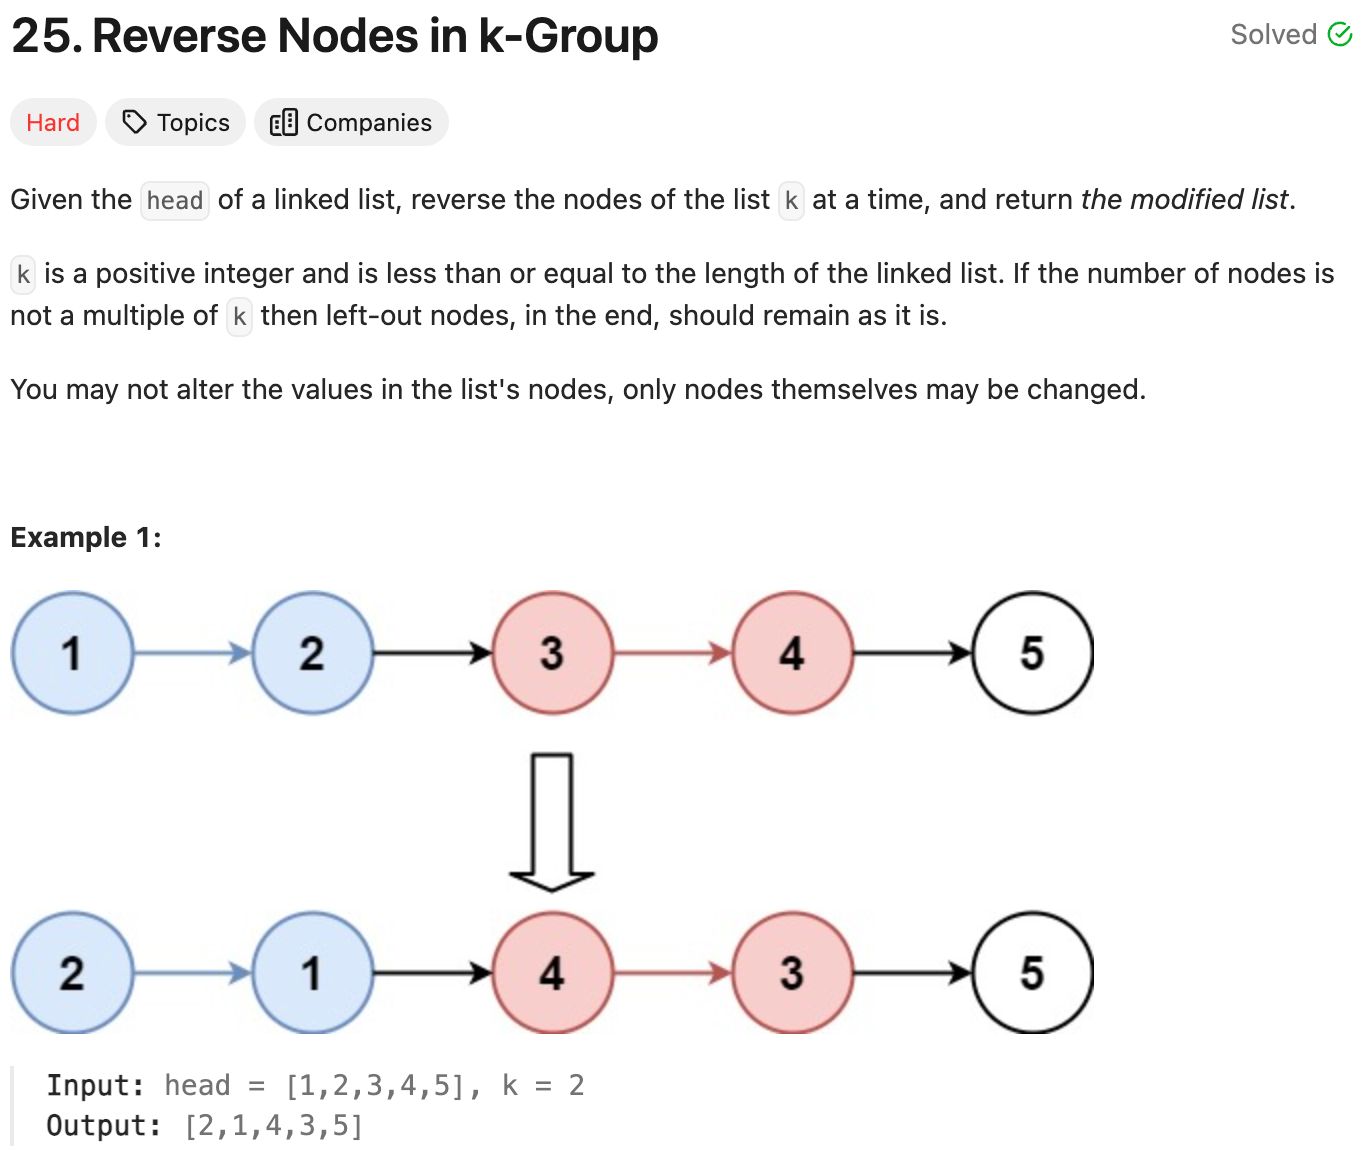 25. Reverse Nodes in k-Group
Solved
Hard
Topics
Companies
Given the head of a linked list, reverse the nodes of the list k at a time, and return the modified list.
k is a positive integer and is less than or equal to the length of the linked list. If the number of nodes is
not a multiple of k then left-out nodes, in the end, should remain as it is.
You may not alter the values in the list's nodes, only nodes themselves may be changed.
Example 1:
1 2 3 4 5
2 1 4 3 5
Input: head = [1,2,3,4,5], k = 2
Output: [2,1,4,3,5]